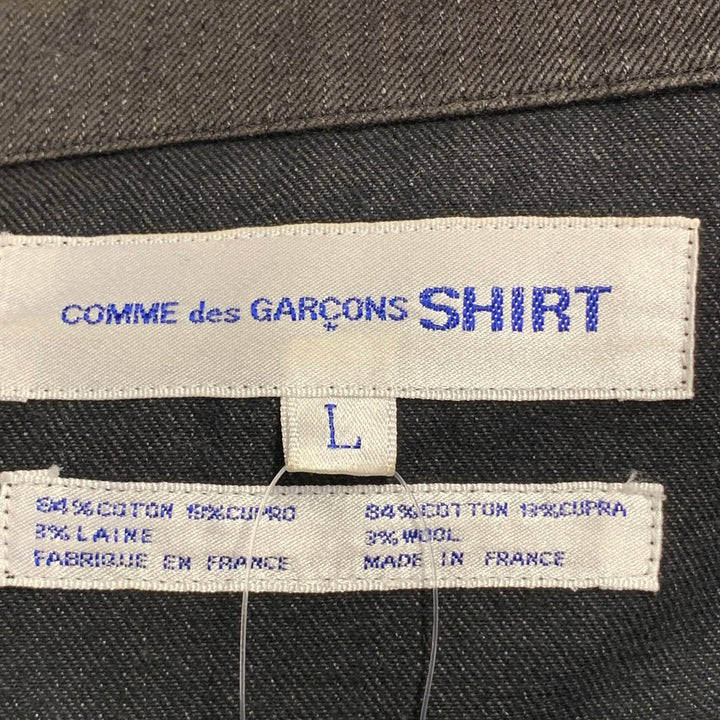 COMME des GARÇONS SHIRT
L
84%COTON 13%CUPRO
3%LAINE
FABRIQUE EN FRANCE
84%COTTON 13%CUPRA
3%WOOL
MADE IN FRANCE